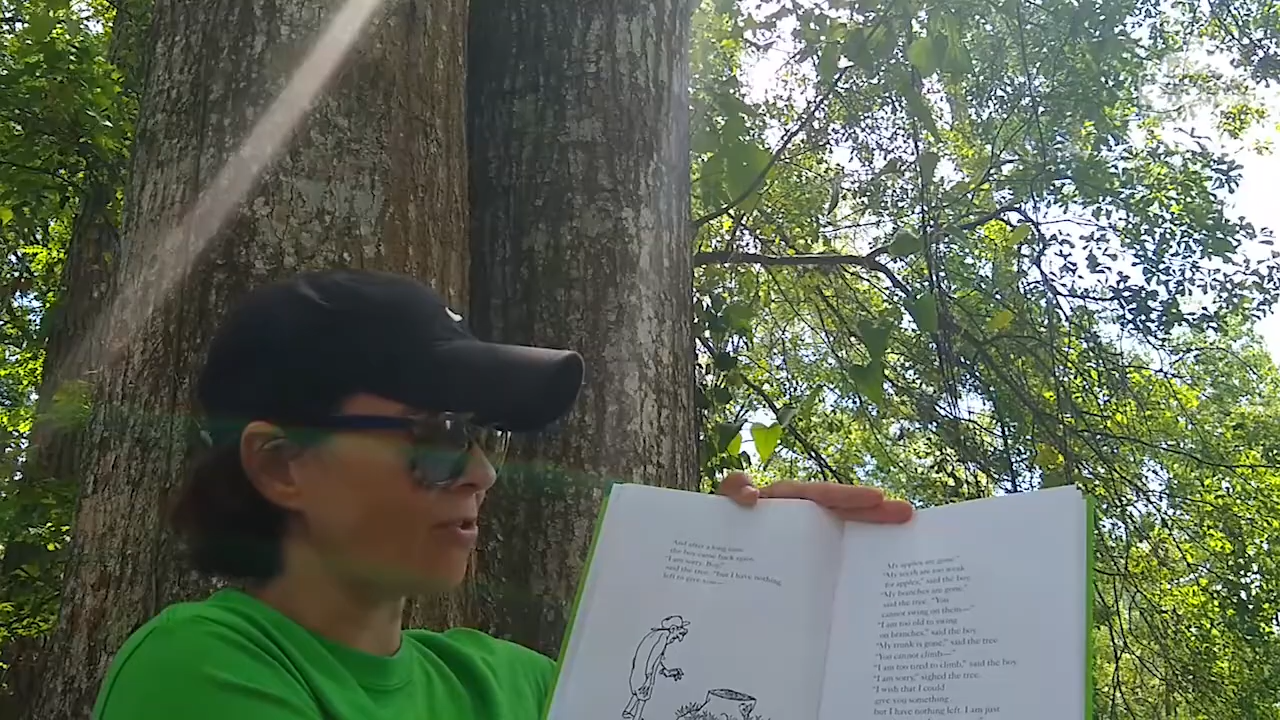 And after a long time
the boy came back again.
"I am sorry, Boy,"
said the tree, "but I have nothing
left to give you—"
My apples are gone."
"My teeth are too weak
for apples," said the boy.
"My branches are gone,"
said the tree. "You
cannot swing on them—"
"I am too old to swing
on branches," said the boy.
"My trunk is gone," said the tree.
"You cannot climb—"
"I am too tired to climb," said the boy.
"I am sorry," sighed the tree.
"I wish that I could
give you something . . .
but I have nothing left. I am just